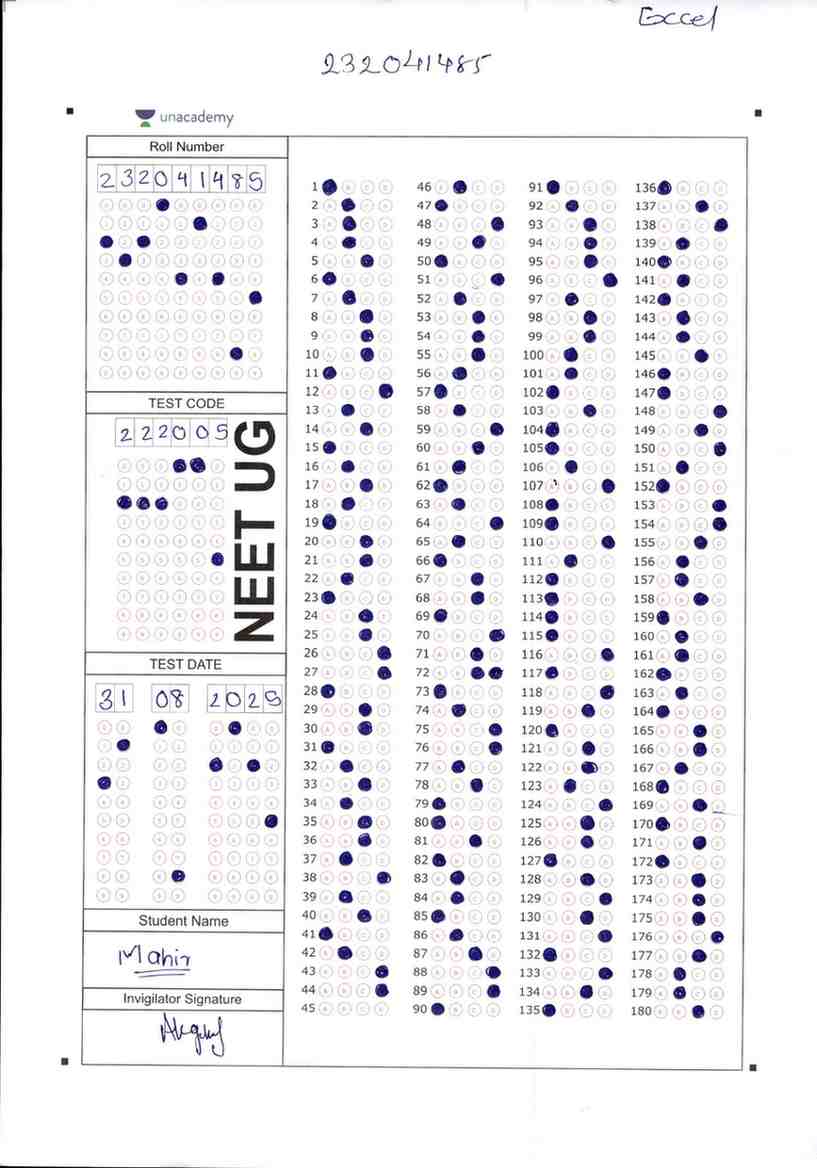 Excel
232041485
unacademy
Roll Number
2 3 2 0 4 1 4 8 5
TEST CODE
2 2 2 0 0 5
NEET UG
TEST DATE
31 08 2025
Student Name
Mahir
Invigilator Signature
1 46 91 136
2 47 92 137
3 48 93 138
4 49 94 139
5 50 95 140
6 51 96 141
7 52 97 142
8 53 98 143
9 54 99 144
10 55 100 145
11 56 101 146
12 57 102 147
13 58 103 148
14 59 104 149
15 60 105 150
16 61 106 151
17 62 107 152
18 63 108 153
19 64 109 154
20 65 110 155
21 66 111 156
22 67 112 157
23 68 113 158
24 69 114 159
25 70 115 160
26 71 116 161
27 72 117 162
28 73 118 163
29 74 119 164
30 75 120 165
31 76 121 166
32 77 122 167
33 78 123 168
34 79 124 169
35 80 125 170
36 81 126 171
37 82 127 172
38 83 128 173
39 84 129 174
40 85 130 175
41 86 131 176
42 87 132 177
43 88 133 178
44 89 134 179
45 90 135 180